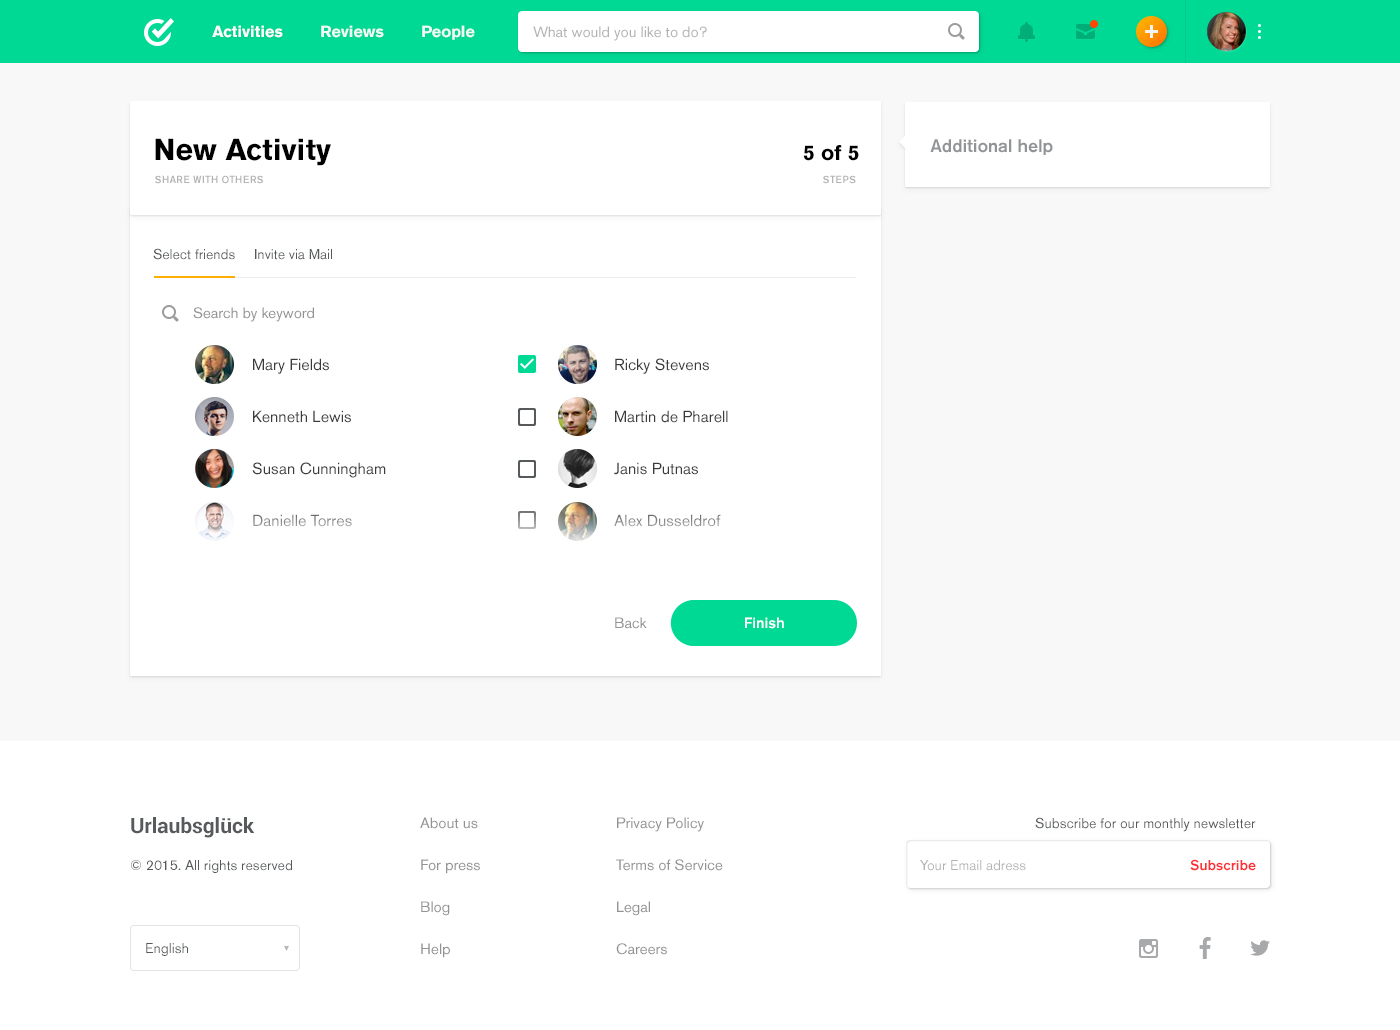 Activities
Reviews
People
What would you like to do?
New Activity
SHARE WITH OTHERS
5 of 5
STEPS
Additional help
Select friends
Invite via Mail
Search by keyword
Mary Fields
Ricky Stevens
Kenneth Lewis
Martin de Pharell
Susan Cunningham
Janis Putnas
Danielle Torres
Alex Dusseldrof
Back
Finish
Urlaubsglück
© 2015. All rights reserved
English
About us
For press
Blog
Help
Privacy Policy
Terms of Service
Legal
Careers
Subscribe for our monthly newsletter
Your Email adress
Subscribe